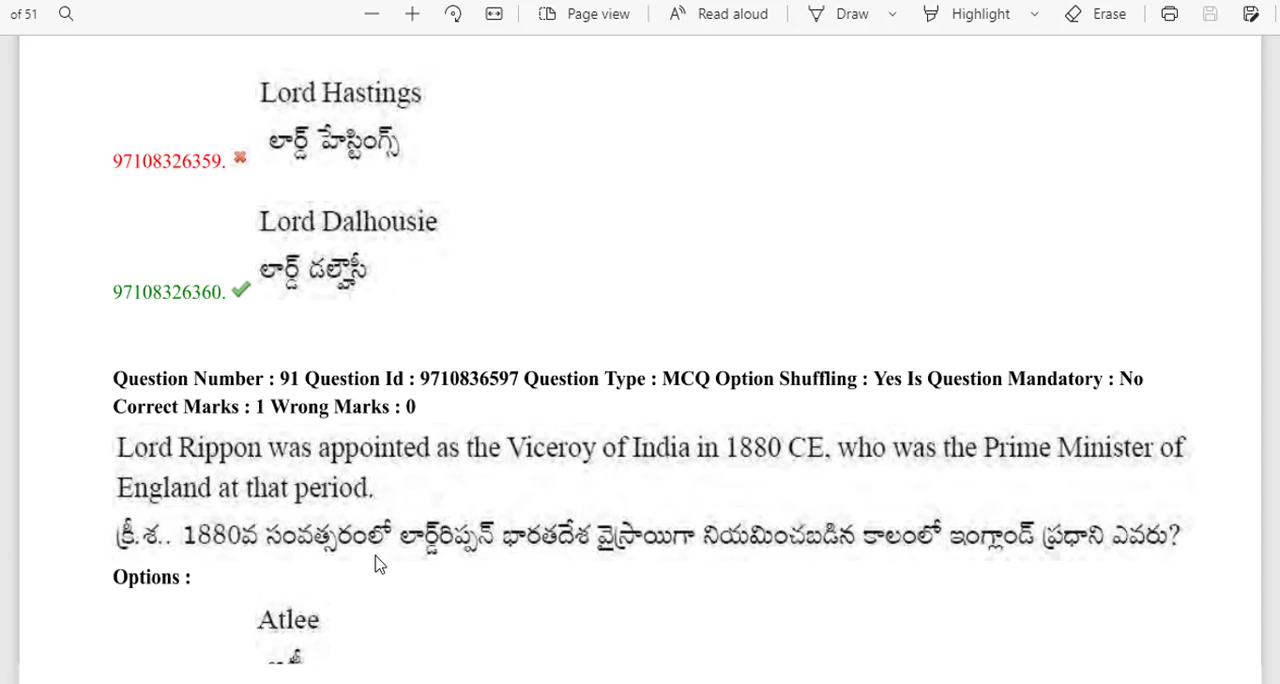 of 51 Page view Read aloud Draw Highlight Erase
Lord Hastings
లార్డ్ హేస్టింగ్స్
97108326359.
Lord Dalhousie
లార్డ్ డల్హౌసీ
97108326360.
Question Number : 91 Question Id : 9710836597 Question Type : MCQ Option Shuffling : Yes Is Question Mandatory : No
Correct Marks : 1 Wrong Marks : 0
Lord Rippon was appointed as the Viceroy of India in 1880 CE, who was the Prime Minister of
England at that period.
క్రీ.శ.. 1880వ సంవత్సరంలో లార్డ్‌రిప్పన్ భారతదేశ వైస్రాయిగా నియమించబడిన కాలంలో ఇంగ్లాండ్ ప్రధాని ఎవరు?
Options :
Atlee